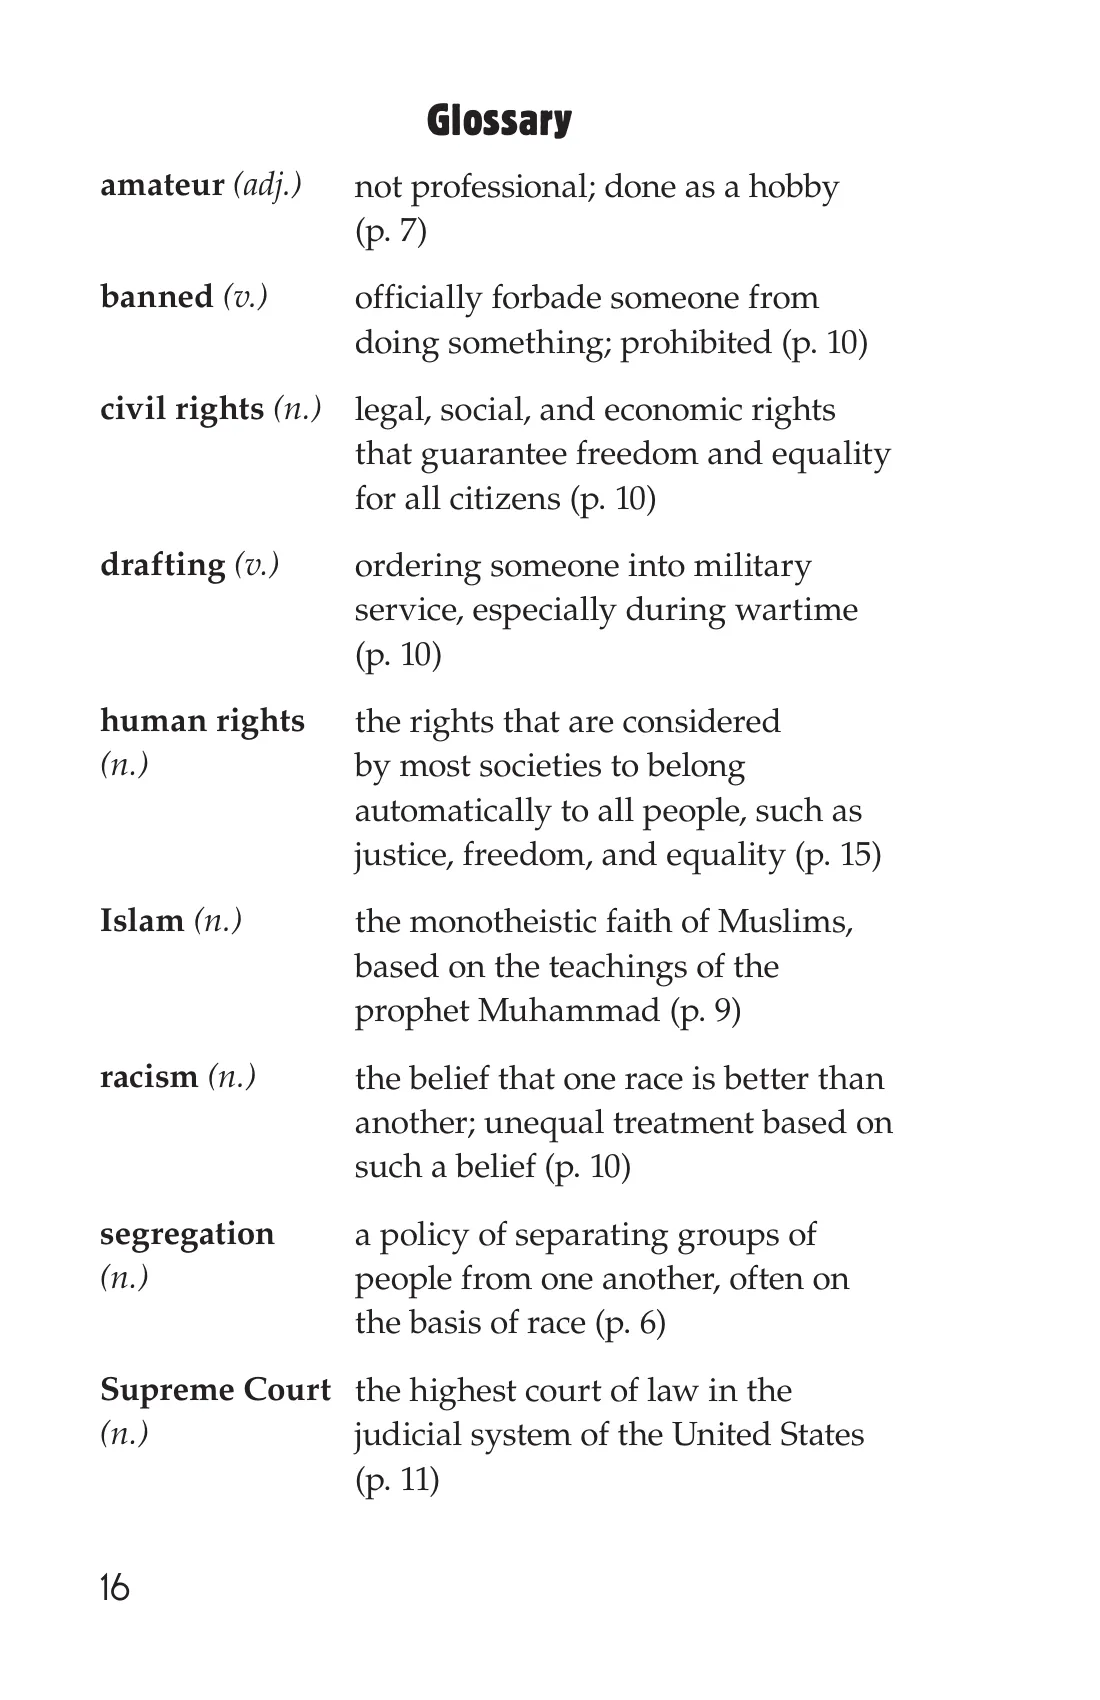 Glossary
amateur (adj.) not professional; done as a hobby
(p. 7)
banned (v.) officially forbade someone from
doing something; prohibited (p. 10)
civil rights (n.) legal, social, and economic rights
that guarantee freedom and equality
for all citizens (p. 10)
drafting (v.) ordering someone into military
service, especially during wartime
(p. 10)
human rights the rights that are considered
(n.) by most societies to belong
automatically to all people, such as
justice, freedom, and equality (p. 15)
Islam (n.) the monotheistic faith of Muslims,
based on the teachings of the
prophet Muhammad (p. 9)
racism (n.) the belief that one race is better than
another; unequal treatment based on
such a belief (p. 10)
segregation a policy of separating groups of
(n.) people from one another, often on
the basis of race (p. 6)
Supreme Court the highest court of law in the
(n.) judicial system of the United States
(p. 11)
16